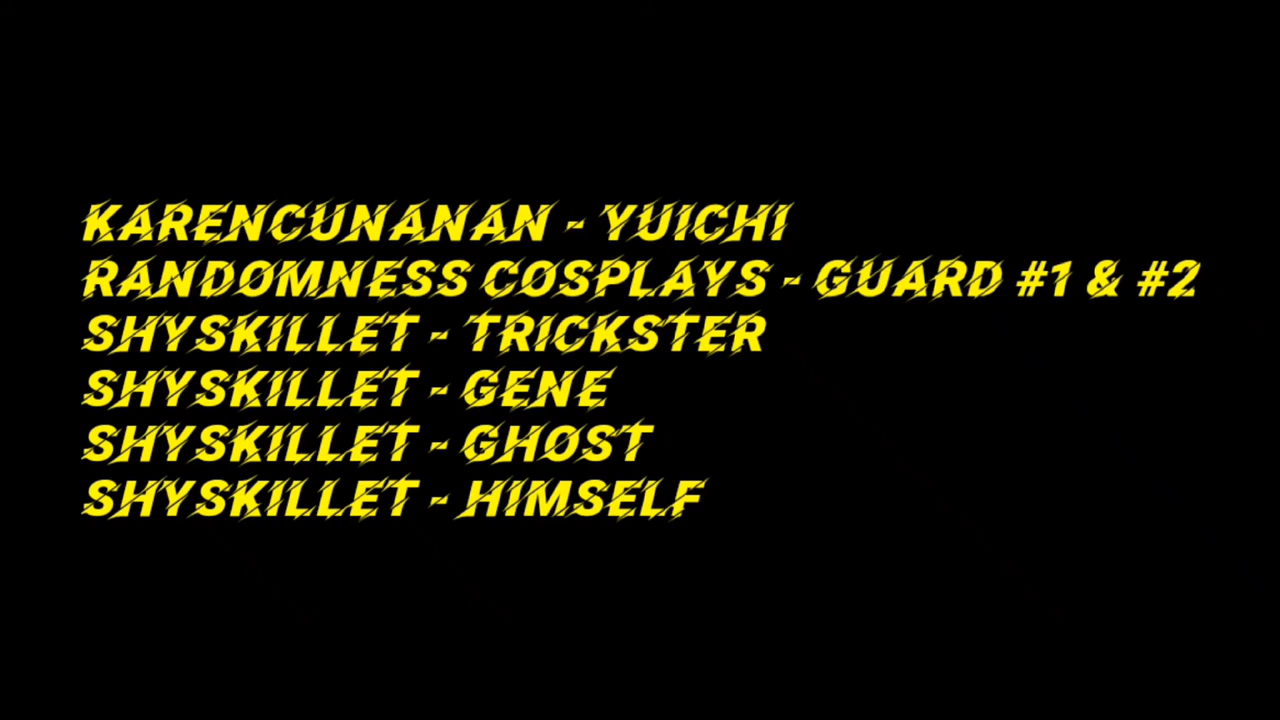 KARENCUNANAN - YUICHI
RANDOMNESS COSPLAYS - GUARD #1 & #2
SHYSKILLET - TRICKSTER
SHYSKILLET - GENE
SHYSKILLET - GHOST
SHYSKILLET - HIMSELF